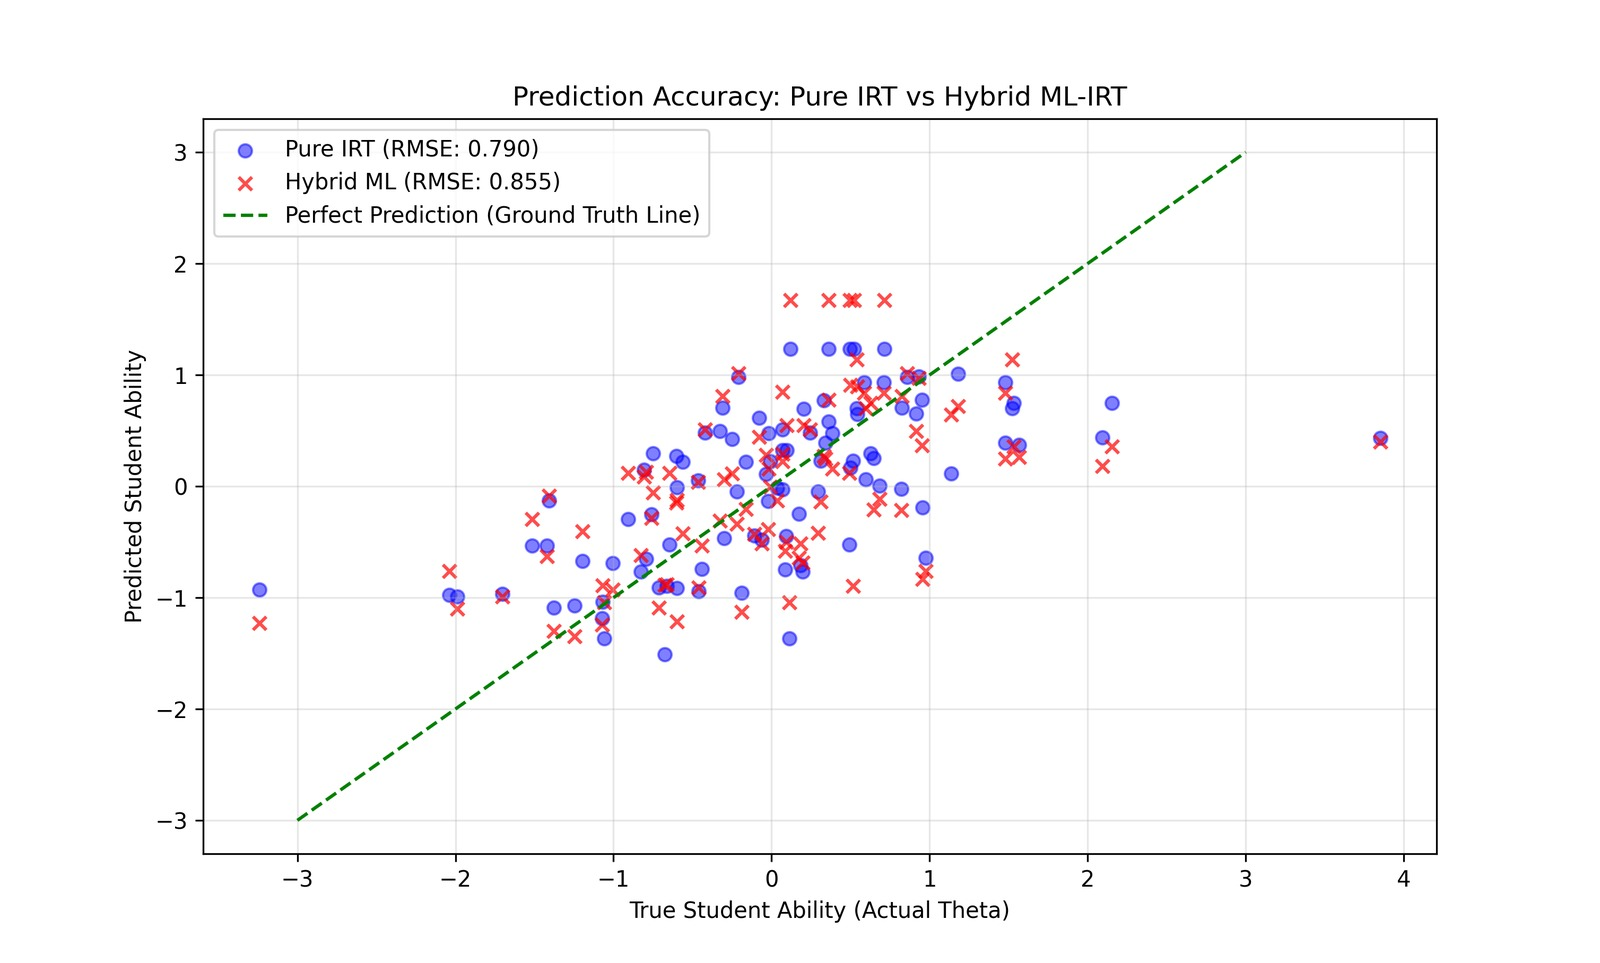 Prediction Accuracy: Pure IRT vs Hybrid ML-IRT
Pure IRT (RMSE: 0.790)
Hybrid ML (RMSE: 0.855)
Perfect Prediction (Ground Truth Line)
Predicted Student Ability
3
2
1
0
−1
−2
−3
−3 −2 −1 0 1 2 3 4
True Student Ability (Actual Theta)